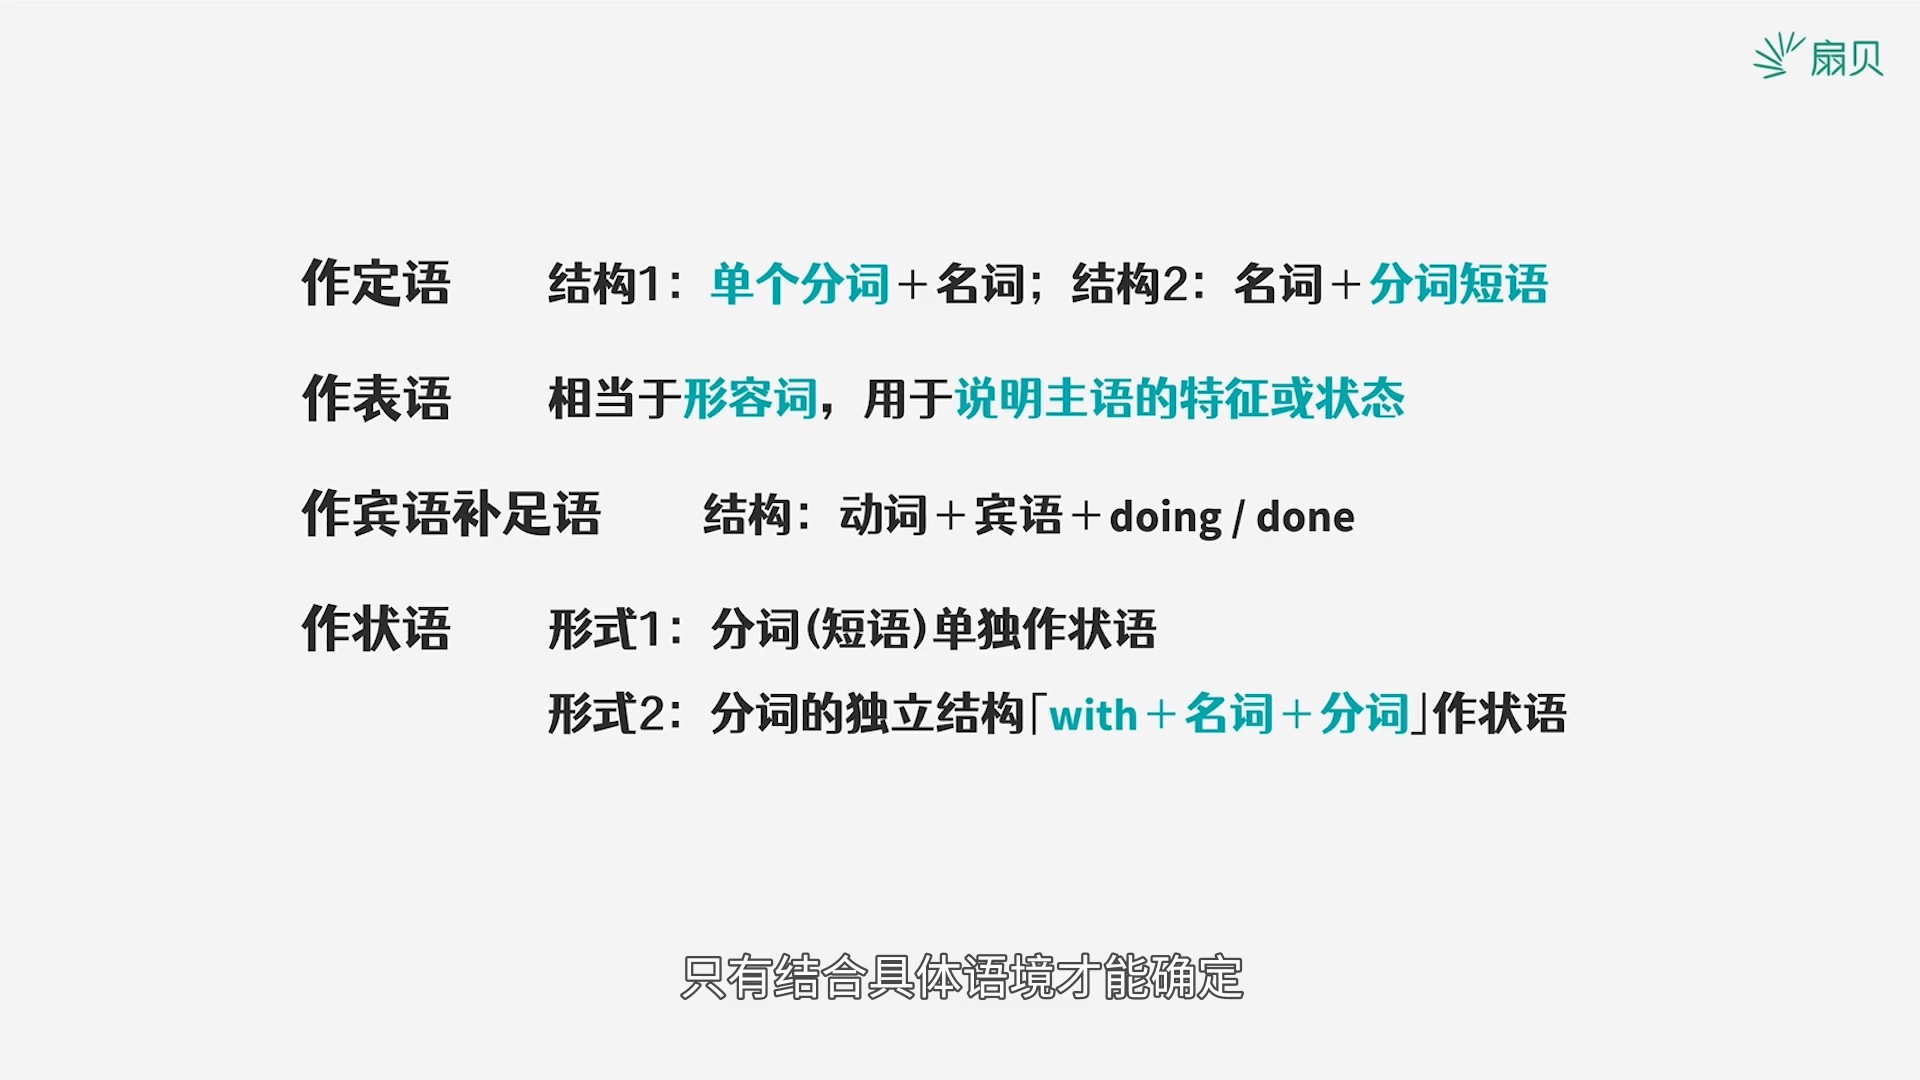 扇贝
作定语 结构1：单个分词＋名词；结构2：名词＋分词短语
作表语 相当于形容词，用于说明主语的特征或状态
作宾语补足语 结构：动词＋宾语＋doing / done
作状语 形式1：分词(短语)单独作状语
形式2：分词的独立结构「with＋名词＋分词」作状语
只有结合具体语境才能确定